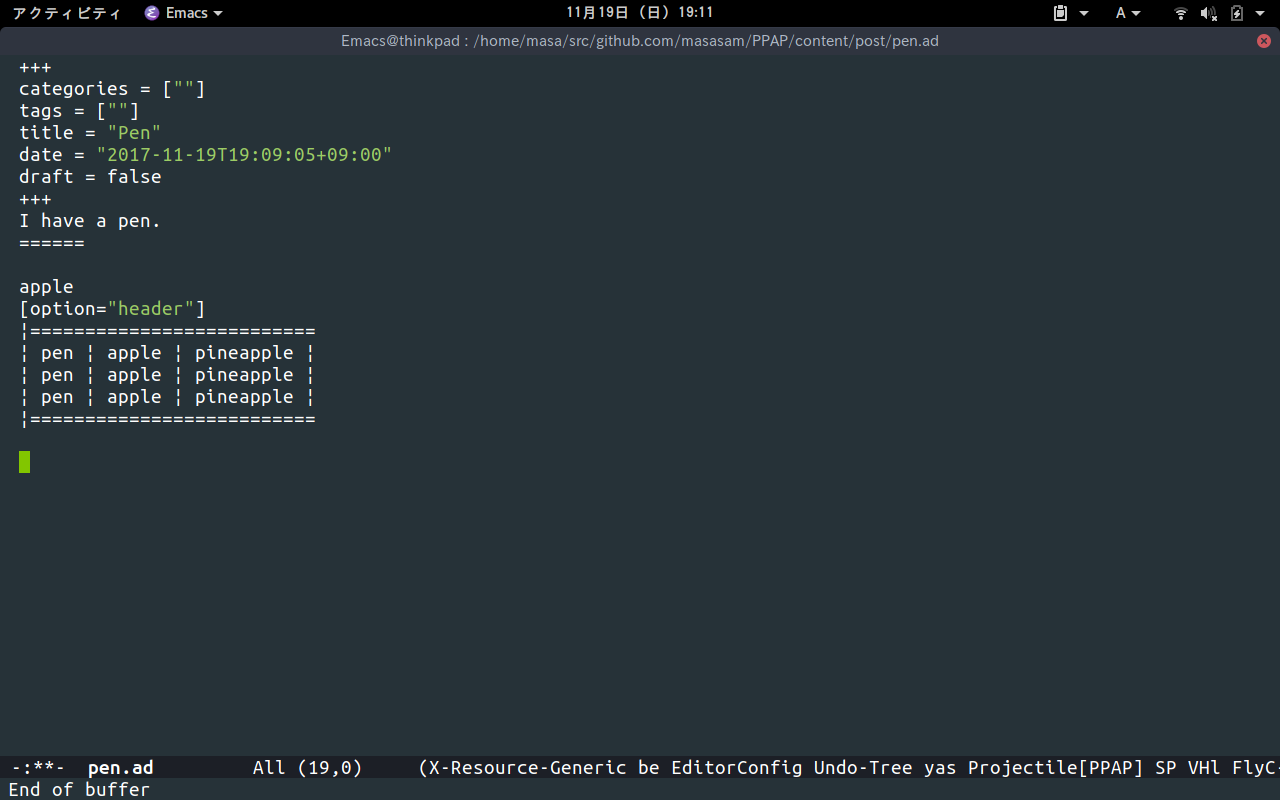 アクティビティ Emacs 11月19日 (日) 19:11 A
Emacs@thinkpad : /home/masa/src/github.com/masasam/PPAP/content/post/pen.ad
+++
categories = [""]
tags = [""]
title = "Pen"
date = "2017-11-19T19:09:05+09:00"
draft = false
+++
I have a pen.
======
apple
[option="header"]
¦==========================
¦ pen ¦ apple ¦ pineapple ¦
¦ pen ¦ apple ¦ pineapple ¦
¦ pen ¦ apple ¦ pineapple ¦
¦==========================
-:**- pen.ad All (19,0) (X-Resource-Generic be EditorConfig Undo-Tree yas Projectile[PPAP] SP VHl FlyC-
End of buffer